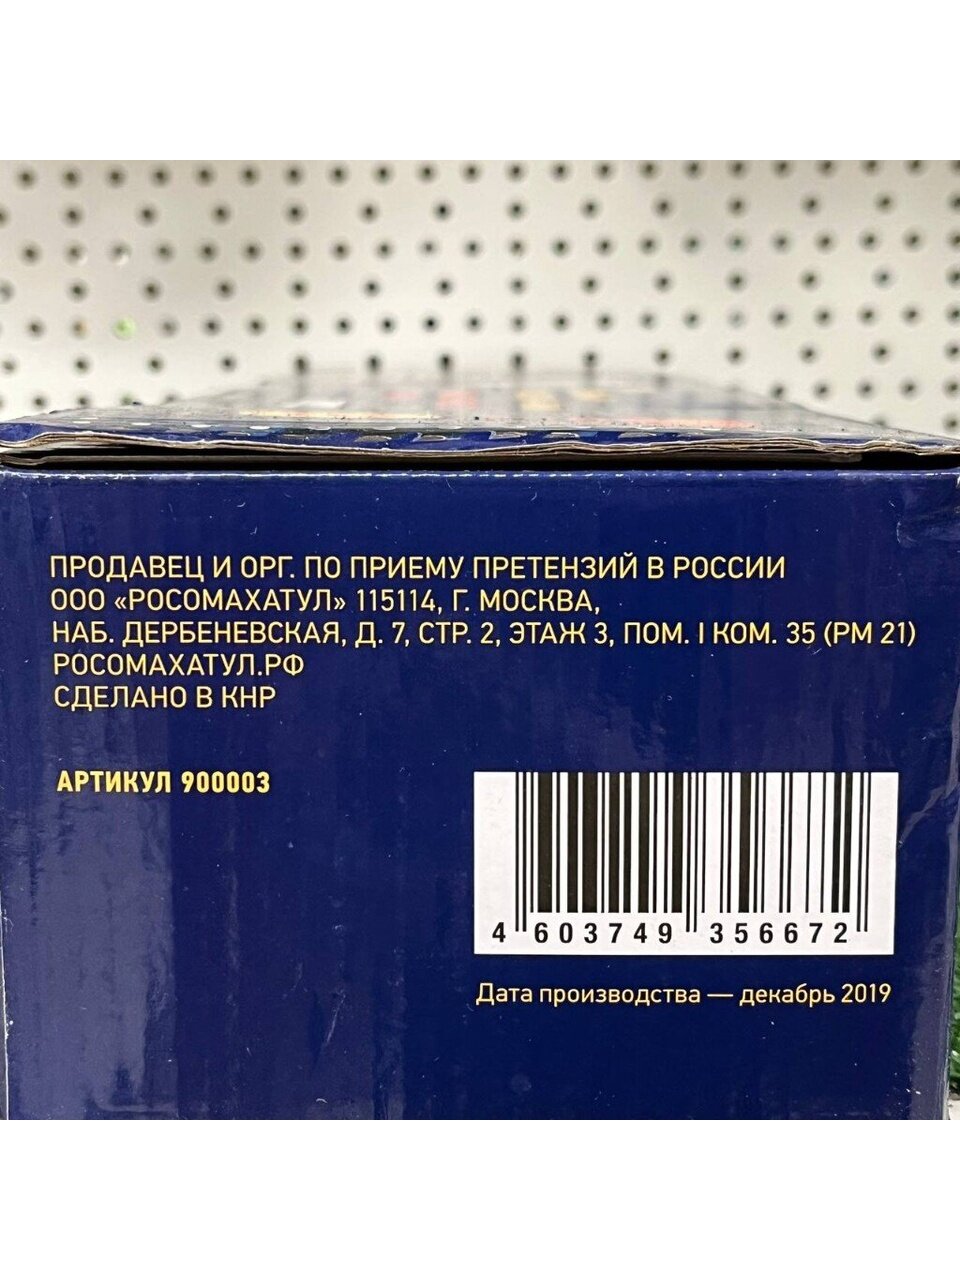 ПРОДАВЕЦ И ОРГ. ПО ПРИЕМУ ПРЕТЕНЗИЙ В РОССИИ
ООО «РОСОМАХАТУЛ» 115114, Г. МОСКВА,
НАБ. ДЕРБЕНЕВСКАЯ, Д. 7, СТР. 2, ЭТАЖ 3, ПОМ. I КОМ. 35 (РМ 21)
РОСОМАХАТУЛ.РФ
СДЕЛАНО В КНР
АРТИКУЛ 900003
4 603749 356672
Дата производства — декабрь 2019